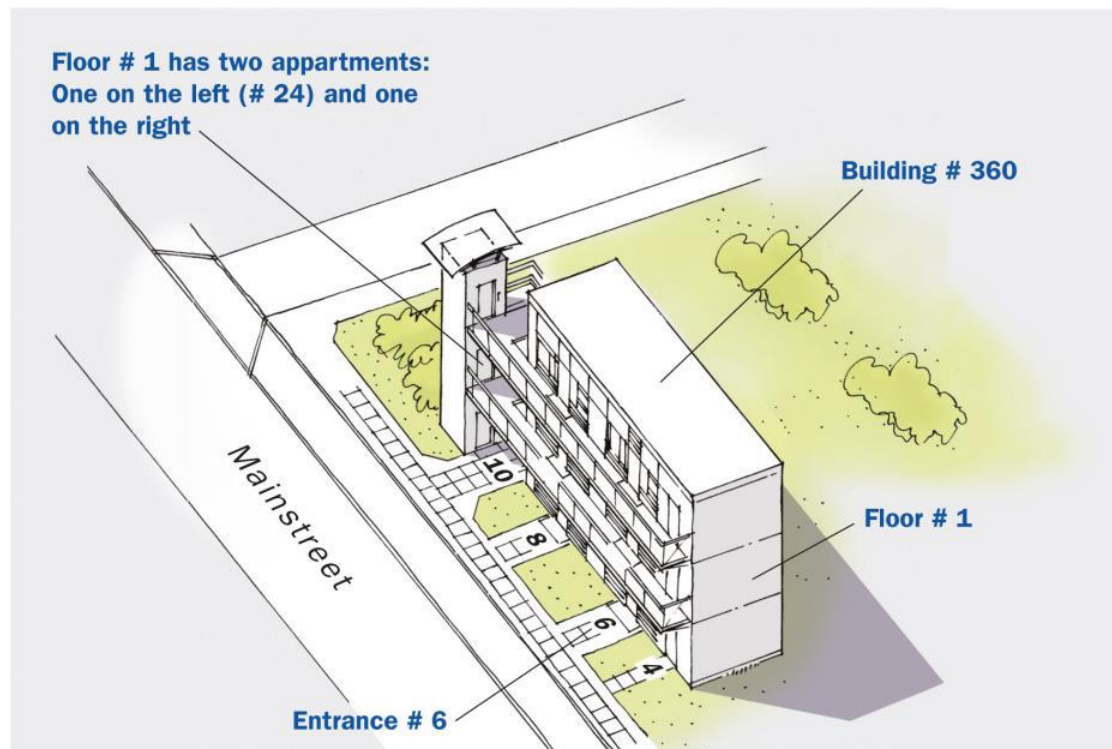 Floor # 1 has two appartments:
One on the left (# 24) and one
on the right
Building # 360
Mainstreet
10
8
Floor # 1
6
4
Entrance # 6